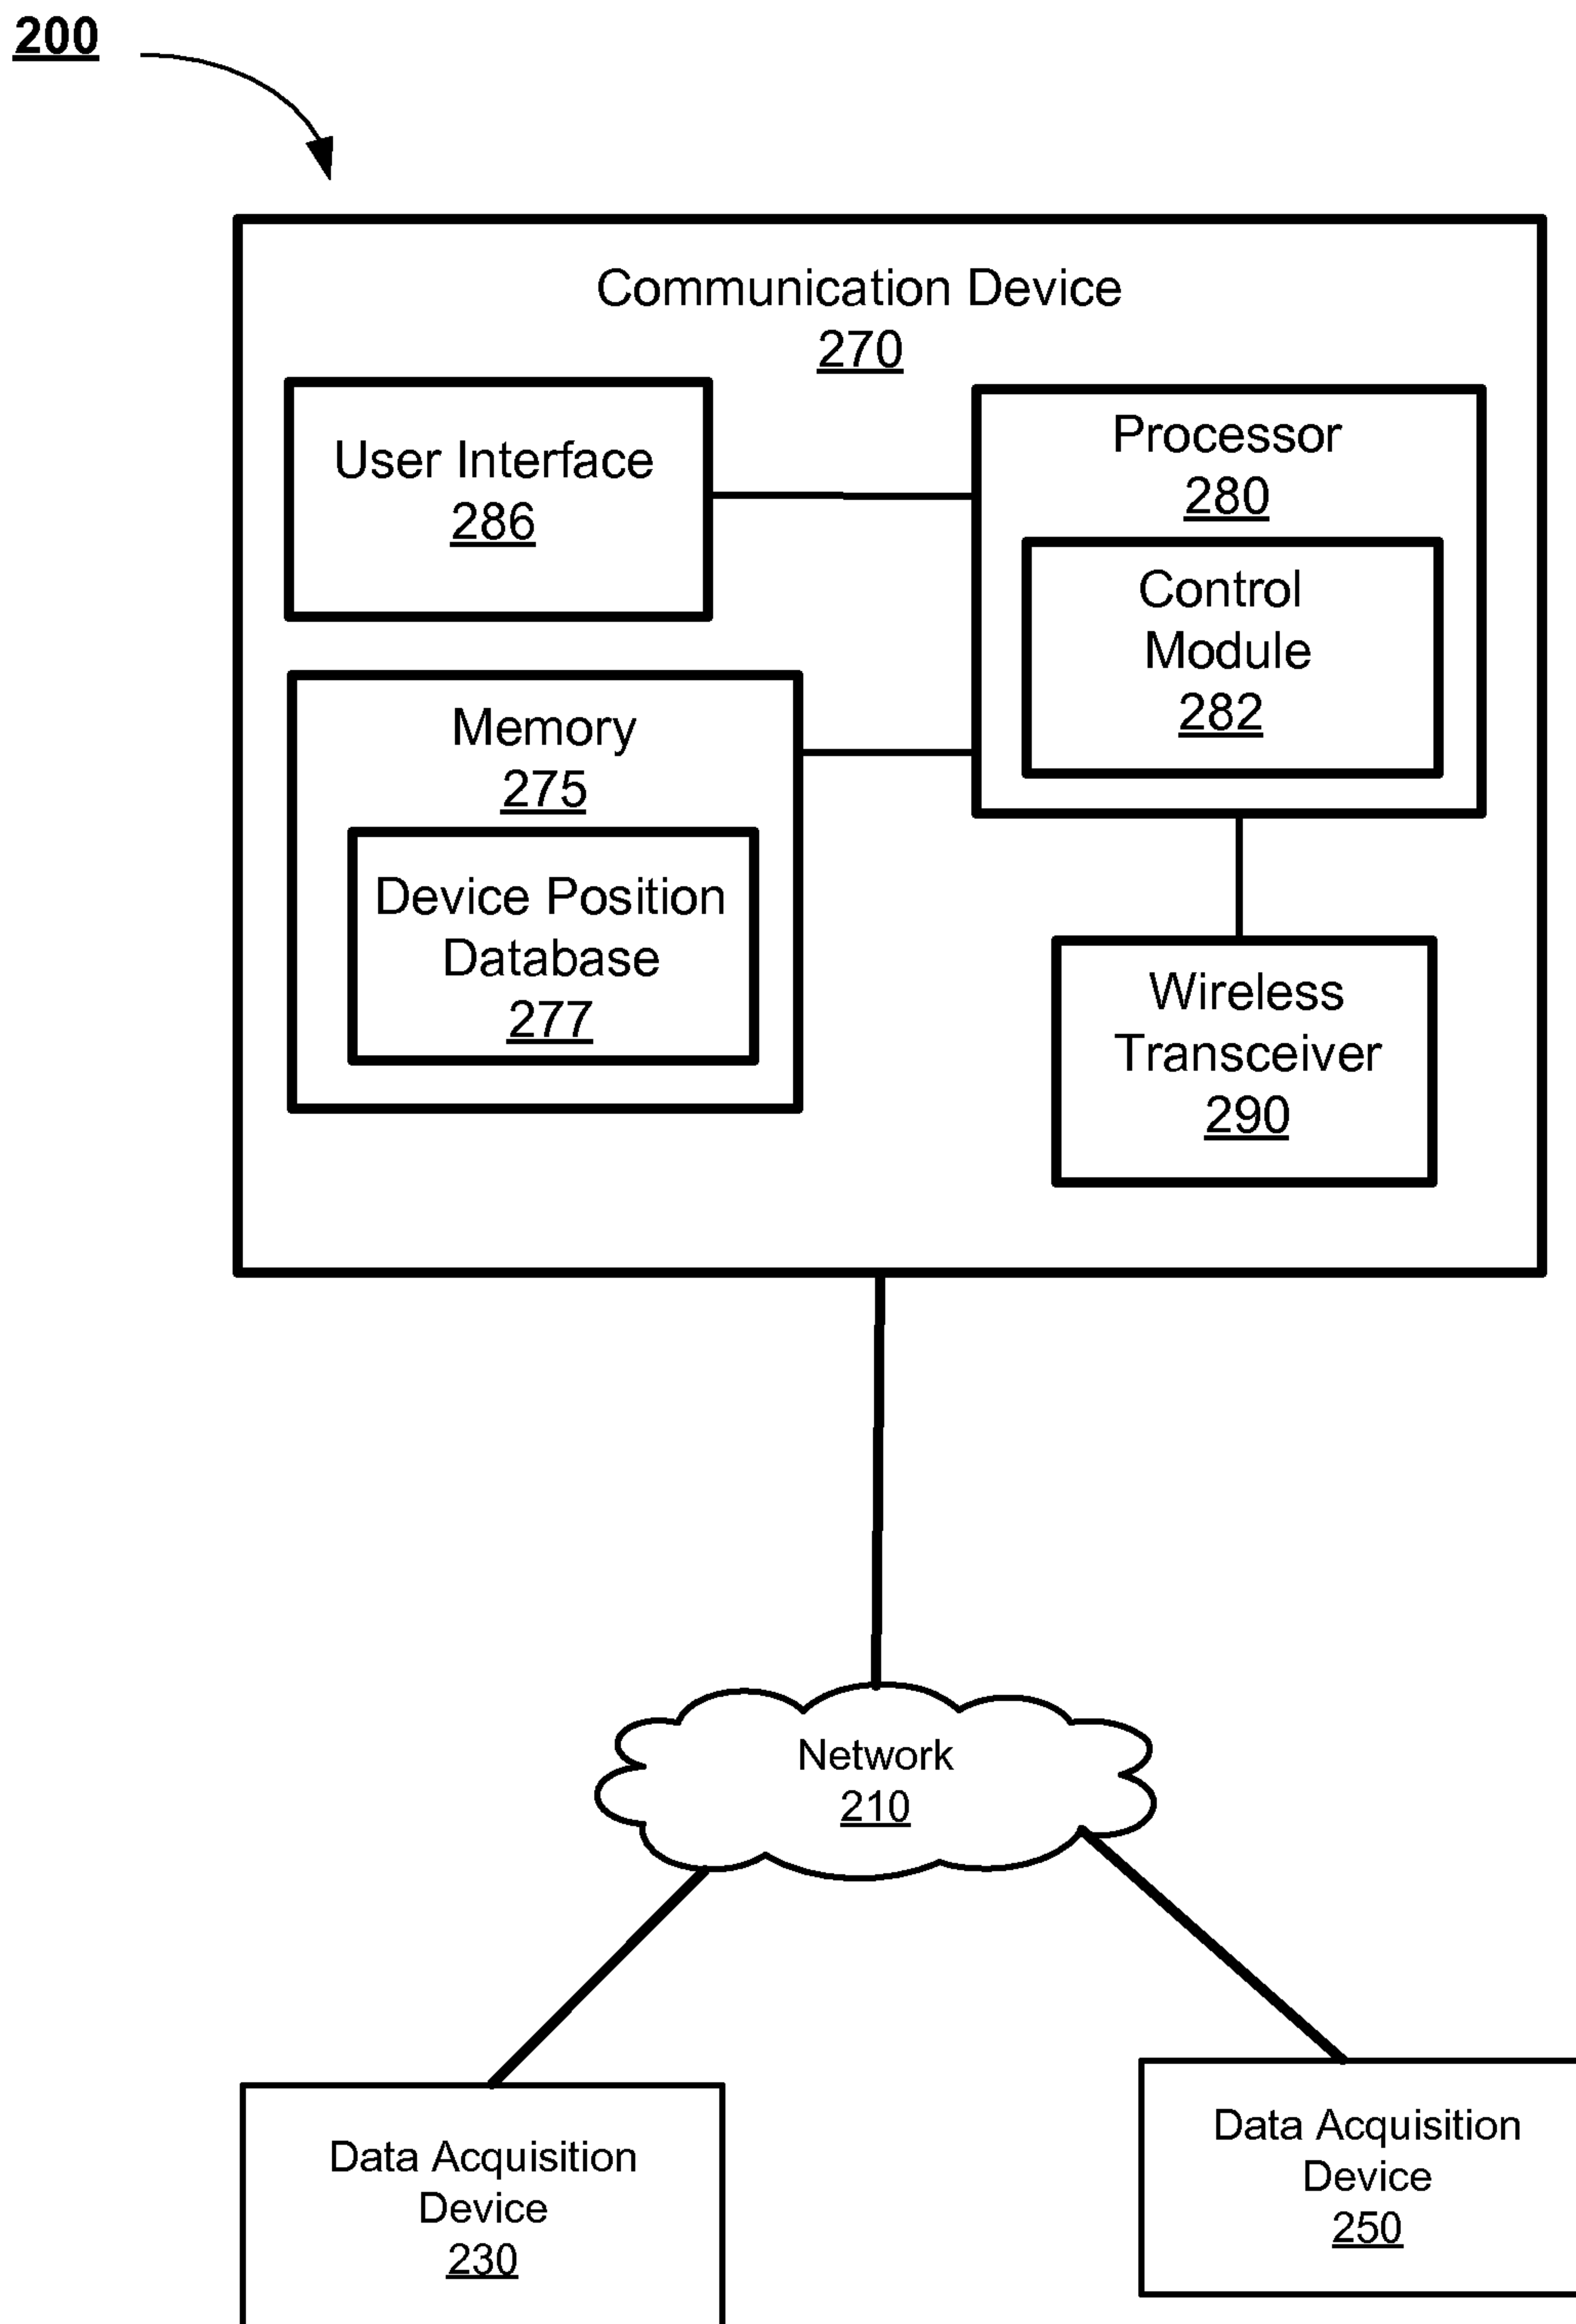 200
Communication Device
270
User Interface
286
Processor
280
Control
Module
282
Memory
275
Device Position
Database
277
Wireless
Transceiver
290
Network
210
Data Acquisition
Device
230
Data Acquisition
Device
250